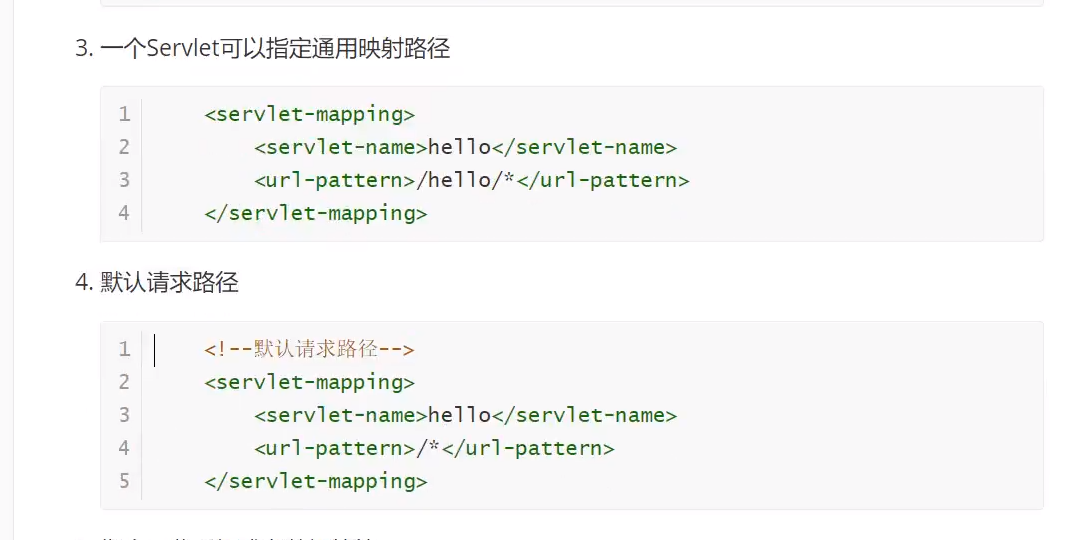 3. 一个Servlet可以指定通用映射路径
1 <servlet-mapping>
2 <servlet-name>hello</servlet-name>
3 <url-pattern>/hello/*</url-pattern>
4 </servlet-mapping>
4. 默认请求路径
1 <!--默认请求路径-->
2 <servlet-mapping>
3 <servlet-name>hello</servlet-name>
4 <url-pattern>/*</url-pattern>
5 </servlet-mapping>